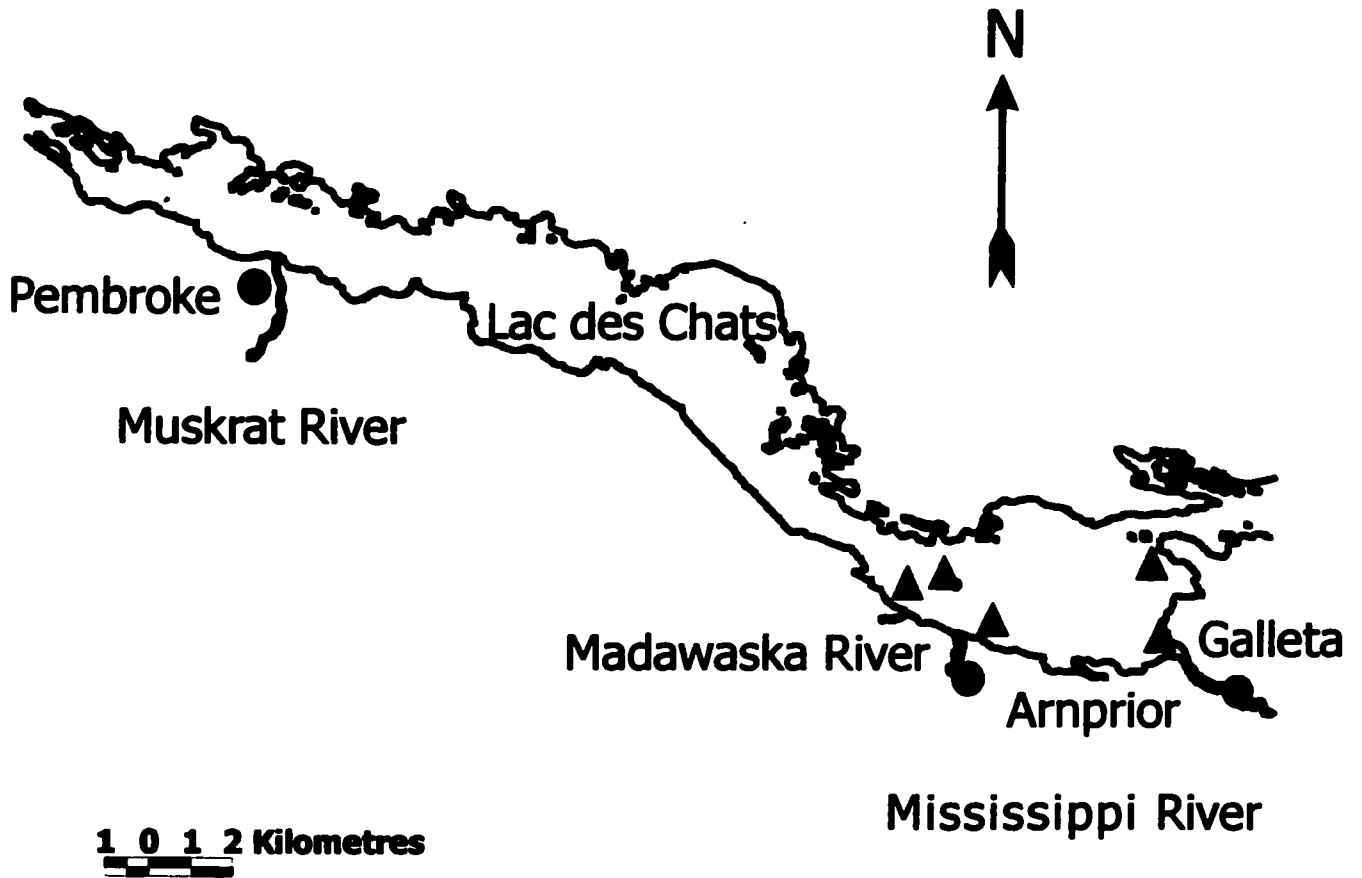 N
Pembroke
Lac des Chats
Muskrat River
Madawaska River
Galleta
Arnprior
Mississippi River
1 0 1 2 Kilometres